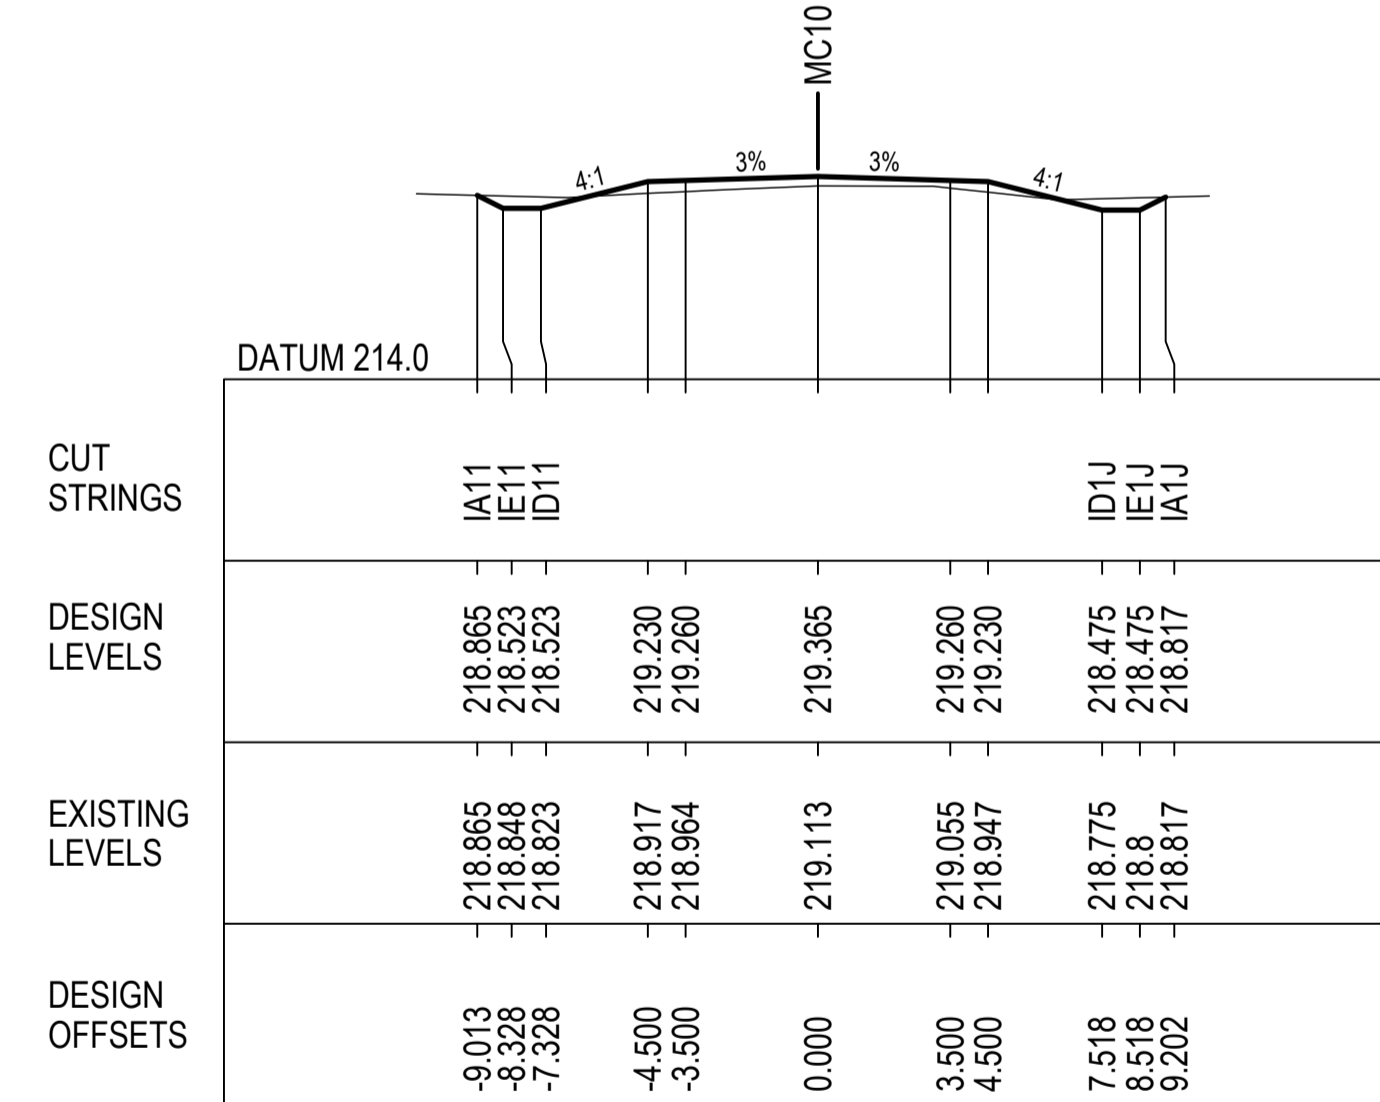 MC10
4:1 3% 3% 4:1
DATUM 214.0
CUT
STRINGS
IA11 IE11 ID11 ID1J IE1J IA1J
DESIGN
LEVELS
218.865 218.523 218.523 219.230 219.260 219.365 219.260 219.230 218.475 218.475 218.817
EXISTING
LEVELS
218.865 218.848 218.823 218.917 218.964 219.113 219.055 218.947 218.775 218.8 218.817
DESIGN
OFFSETS
-9.013 -8.328 -7.328 -4.500 -3.500 0.000 3.500 4.500 7.518 8.518 9.202